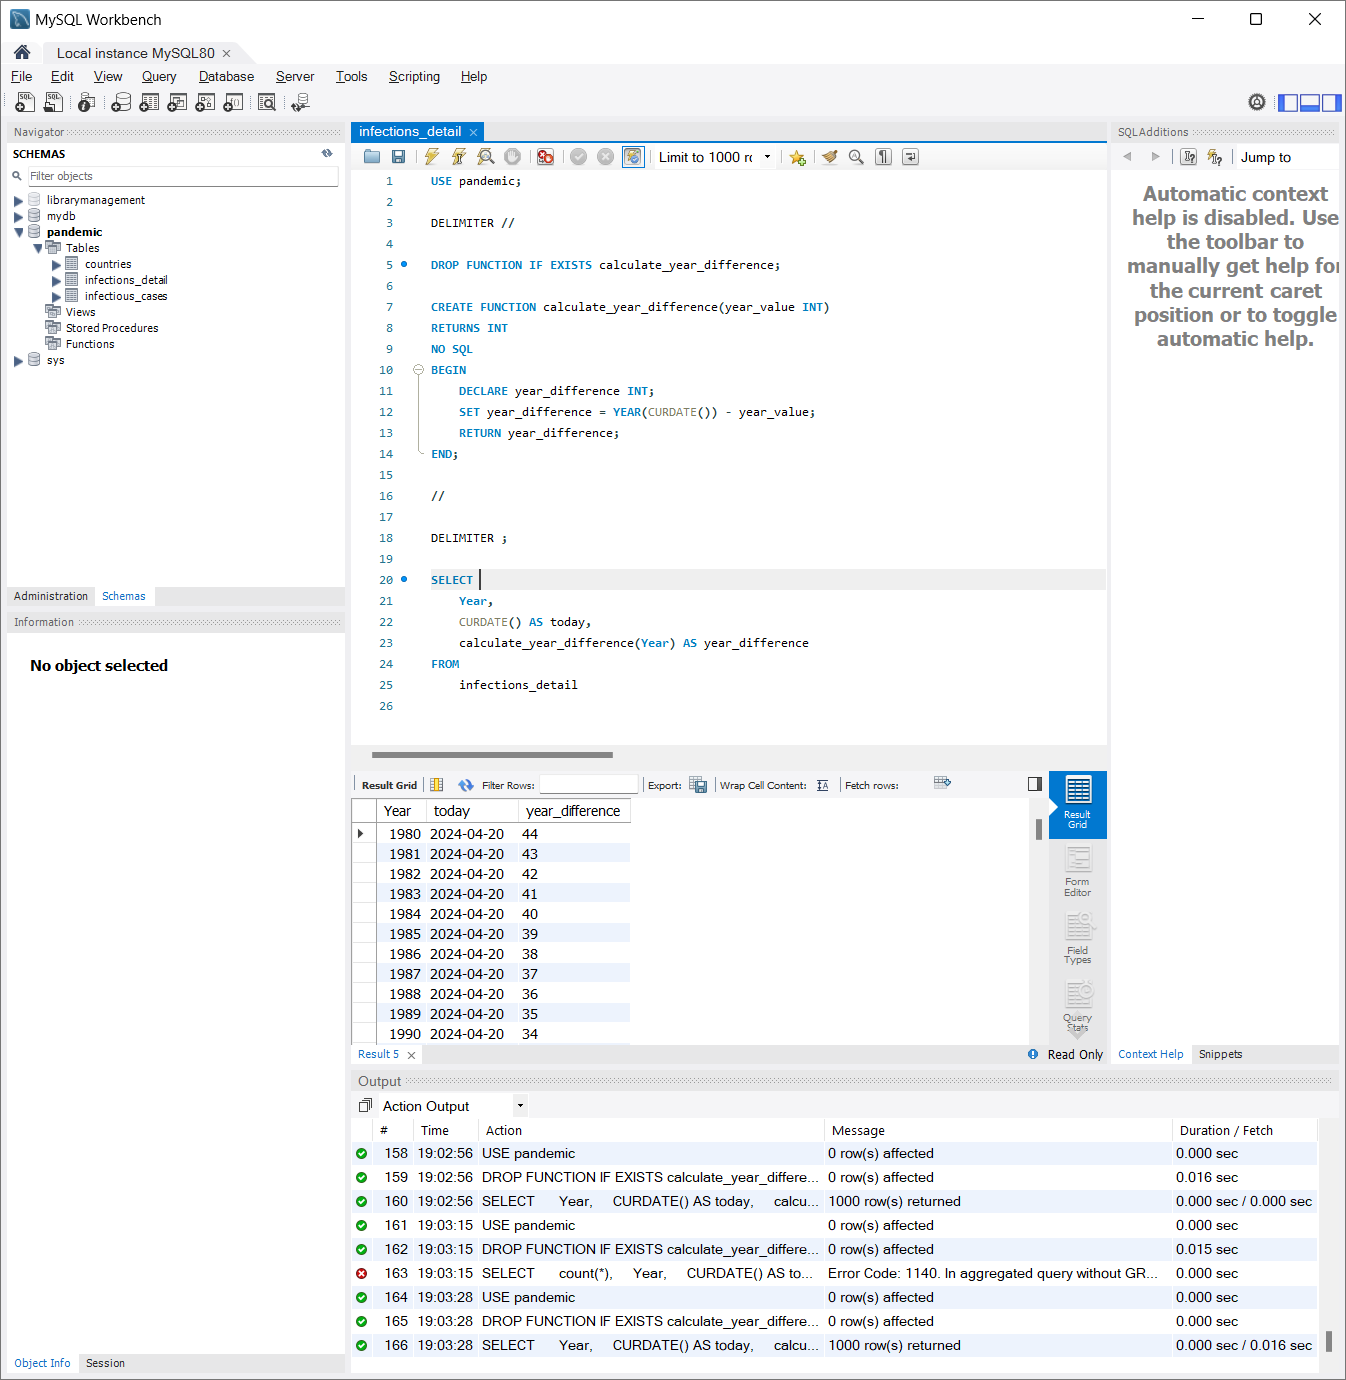 MySQL Workbench
Local instance MySQL80
File Edit View Query Database Server Tools Scripting Help
Navigator
SCHEMAS
Filter objects
librarymanagement
mydb
pandemic
Tables
countries
infections_detail
infectious_cases
Views
Stored Procedures
Functions
sys
Administration Schemas
Information
No object selected
Object Info Session
infections_detail
Limit to 1000 rc
1 USE pandemic;
2
3 DELIMITER //
4
5 DROP FUNCTION IF EXISTS calculate_year_difference;
6
7 CREATE FUNCTION calculate_year_difference(year_value INT)
8 RETURNS INT
9 NO SQL
10 BEGIN
11 DECLARE year_difference INT;
12 SET year_difference = YEAR(CURDATE()) - year_value;
13 RETURN year_difference;
14 END;
15
16 //
17
18 DELIMITER ;
19
20 SELECT
21 Year,
22 CURDATE() AS today,
23 calculate_year_difference(Year) AS year_difference
24 FROM
25 infections_detail
26
Result Grid Filter Rows: Export: Wrap Cell Content: Fetch rows:
Year today year_difference
1980 2024-04-20 44
1981 2024-04-20 43
1982 2024-04-20 42
1983 2024-04-20 41
1984 2024-04-20 40
1985 2024-04-20 39
1986 2024-04-20 38
1987 2024-04-20 37
1988 2024-04-20 36
1989 2024-04-20 35
1990 2024-04-20 34
Result Grid
Form Editor
Field Types
Query Stats
Result 5
Read Only
SQLAdditions
Jump to
Automatic context
help is disabled. Use
the toolbar to
manually get help for
the current caret
position or to toggle
automatic help.
Context Help Snippets
Output
Action Output
# Time Action Message Duration / Fetch
158 19:02:56 USE pandemic 0 row(s) affected 0.000 sec
159 19:02:56 DROP FUNCTION IF EXISTS calculate_year_differe... 0 row(s) affected 0.016 sec
160 19:02:56 SELECT Year, CURDATE() AS today, calcu... 1000 row(s) returned 0.000 sec / 0.000 sec
161 19:03:15 USE pandemic 0 row(s) affected 0.000 sec
162 19:03:15 DROP FUNCTION IF EXISTS calculate_year_differe... 0 row(s) affected 0.015 sec
163 19:03:15 SELECT count(*), Year, CURDATE() AS to... Error Code: 1140. In aggregated query without GR... 0.000 sec
164 19:03:28 USE pandemic 0 row(s) affected 0.000 sec
165 19:03:28 DROP FUNCTION IF EXISTS calculate_year_differe... 0 row(s) affected 0.000 sec
166 19:03:28 SELECT Year, CURDATE() AS today, calcu... 1000 row(s) returned 0.000 sec / 0.016 sec